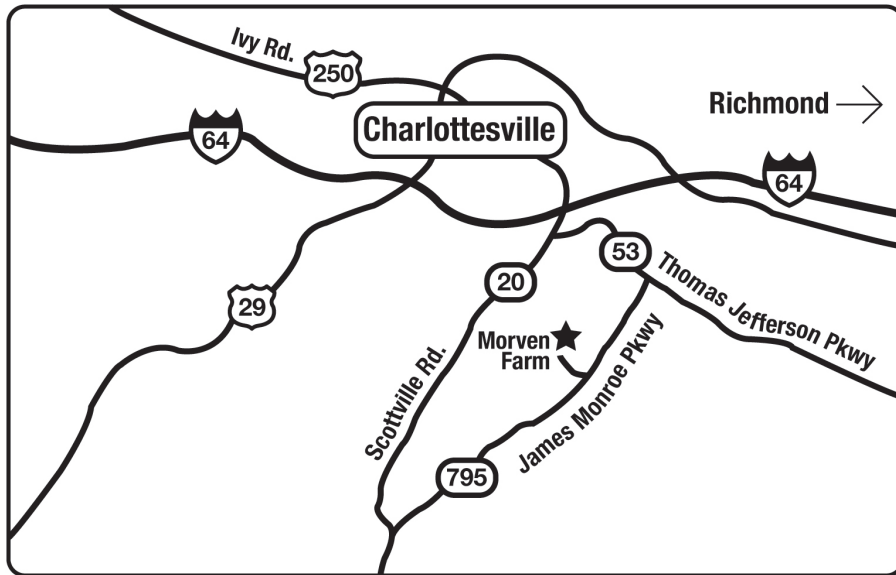 Ivy Rd.
250
Richmond
Charlottesville
64
64
53
20
29
Thomas Jefferson Pkwy
Morven
Farm
James Monroe Pkwy
Scottville Rd.
795